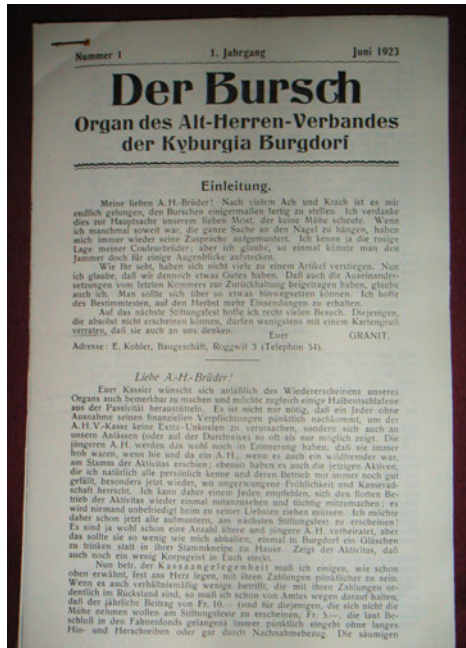 Nummer 1
1. Jahrgang
Juni 1923
Der Bursch
Organ des Alt-Herren-Verbandes
der Kyburgia Burgdorf
Einleitung.
Meine lieben A. H.-Brüder! Nach vielem Ach und Krach ist es mir
endlich gelungen, den Burschen einigermaßen fertig zu stellen. Ich verdanke
dies zur Hauptsache unserem lieben Most, der keine Mühe scheute. Wenn
ich manchmal soweit war, die ganze Sache an den Nagel zu hängen, haben
mich immer wieder seine Zusprüche aufgemuntert. Ich kenne ja die rosige
Lage meiner Couleurbrüder; aber ich glaube, so einmal könnte man den
Jammer doch für einige Augenblicke aufstecken.
Wie Ihr seht, haben sich nicht viele zu einem Artikel verstiegen. Nun
ich glaube, daß wir dennoch etwas Gutes haben. Daß auch die Auseinander-
setzungen vom letzten Kommers zur Zurückhaltung beigetragen haben, glaube
auch ich. Man sollte sich über so etwas hinwegsetzen können. Ich hoffe
des Bestimmtesten, auf den Herbst mehr Einsendungen zu erhalten.
Auf das nächste Stiftungsfest hoffe ich recht vielen Besuch. Diejenigen,
die absolut nicht erscheinen können, dürfen wenigstens mit einem Kartengruß
verraten, daß sie auch an uns denken. Euer GRANIT.
Adresse: E. Kohler, Baugeschäft, Roggwil 3 (Telephon 54).
Liebe A.-H.-Brüder!
Euer Kassier wünscht sich anläßlich des Wiedererscheinens unseres
Organs auch bemerkbar zu machen und möchte zugleich einige Halbentschlafene
aus der Passivität herausrütteln. Es ist nicht nur nötig, daß ein Jeder ohne
Ausnahme seinen finanziellen Verpflichtungen pünktlich nachkommt, um der
A. H. V.-Kasse keine Extra-Unkosten zu verursachen, sondern sich auch an
unsern Anlässen (oder auf der Durchreise) so oft als nur möglich zeigt. Die
jüngeren A. H. werden das wohl noch in Erinnerung haben, daß sie immer
froh waren, wenn hie und da ein A. H., wenn es auch ein wildfremder war,
am Stamm der Aktivitas erschien; ebenso haben es auch die jetzigen Aktiven,
die ich natürlich alle persönlich kenne und deren Betrieb mir immer noch gut
gefällt, besonders jetzt wieder, wo ungezwungene Fröhlichkeit und Kamerad-
schaft herrscht. Ich kann daher einem Jeden empfehlen, sich den flotten Be-
trieb der Aktivitas wieder einmal mitanzusehen und tüchtig mitzumachen; es
wird niemand unbefriedigt heim zu seiner Liebsten ziehen müssen. Ich möchte
daher schon jetzt alle aufmuntern, am nächsten Stiftungsfest zu erscheinen!
Es sind ja wohl schon eine Anzahl ältere und jüngere A. H. verheiratet, aber
das sollte sie so wenig wie mich abhalten, einmal in Burgdorf ein Gläschen
zu trinken statt in ihrer Stammkneipe zu Hause. Zeigt der Aktivitas, daß
auch noch ein wenig Korpsgeist in Euch steckt.
Nun betr. der Kassaangelegenheit muß ich einigen, wie schon
oben erwähnt, fest ans Herz legen, mit ihren Zahlungen pünktlicher zu sein.
Wenn es auch verhältnismäßig wenige betrifft, die mit ihren Zahlungen or-
dentlich im Rückstand sind, so muß ich schon von Amtes wegen darauf halten,
daß der jährliche Beitrag von Fr. 10.— (und für diejenigen, die sich nicht die
Mühe nehmen wollen am Stiftungsfeste zu erscheinen, Fr. 5.—, die laut Be-
schluß in den Fahnenfonds gelangen) immer pünktlich eingeht ohne langes
Hin- und Herschreiben oder gar durch Nachnahmebezug. Die säumigen